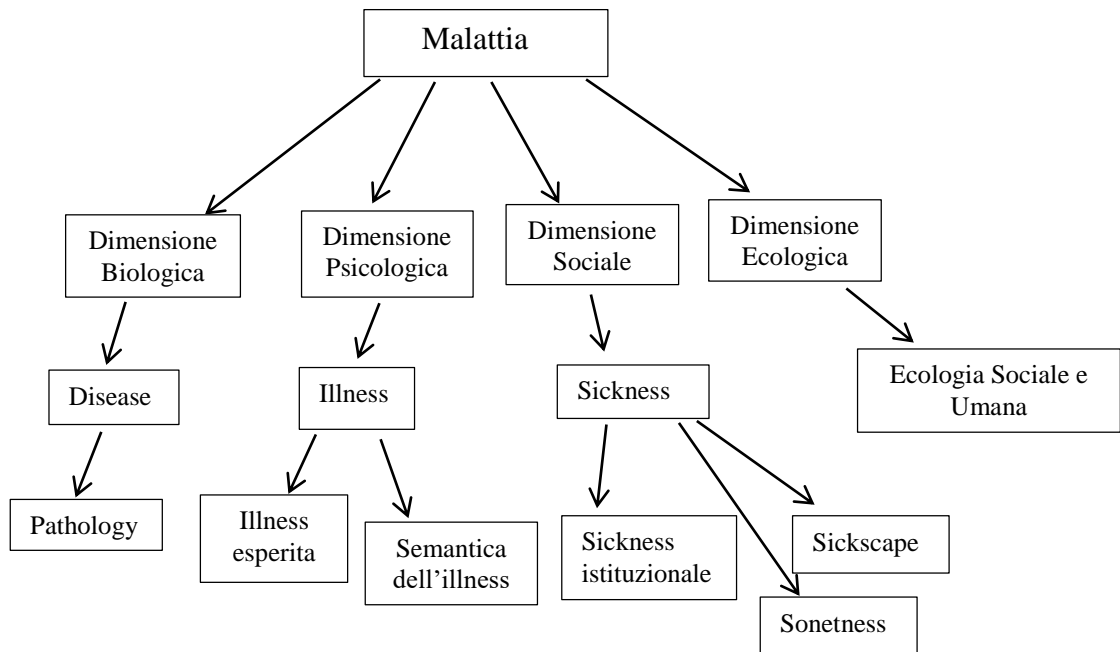 Malattia
Dimensione
Biologica
Dimensione
Psicologica
Dimensione
Sociale
Dimensione
Ecologica
Disease
Illness
Sickness
Ecologia Sociale e
Umana
Pathology
Illness
esperita
Semantica
dell’illness
Sickness
istituzionale
Sickscape
Sonetness